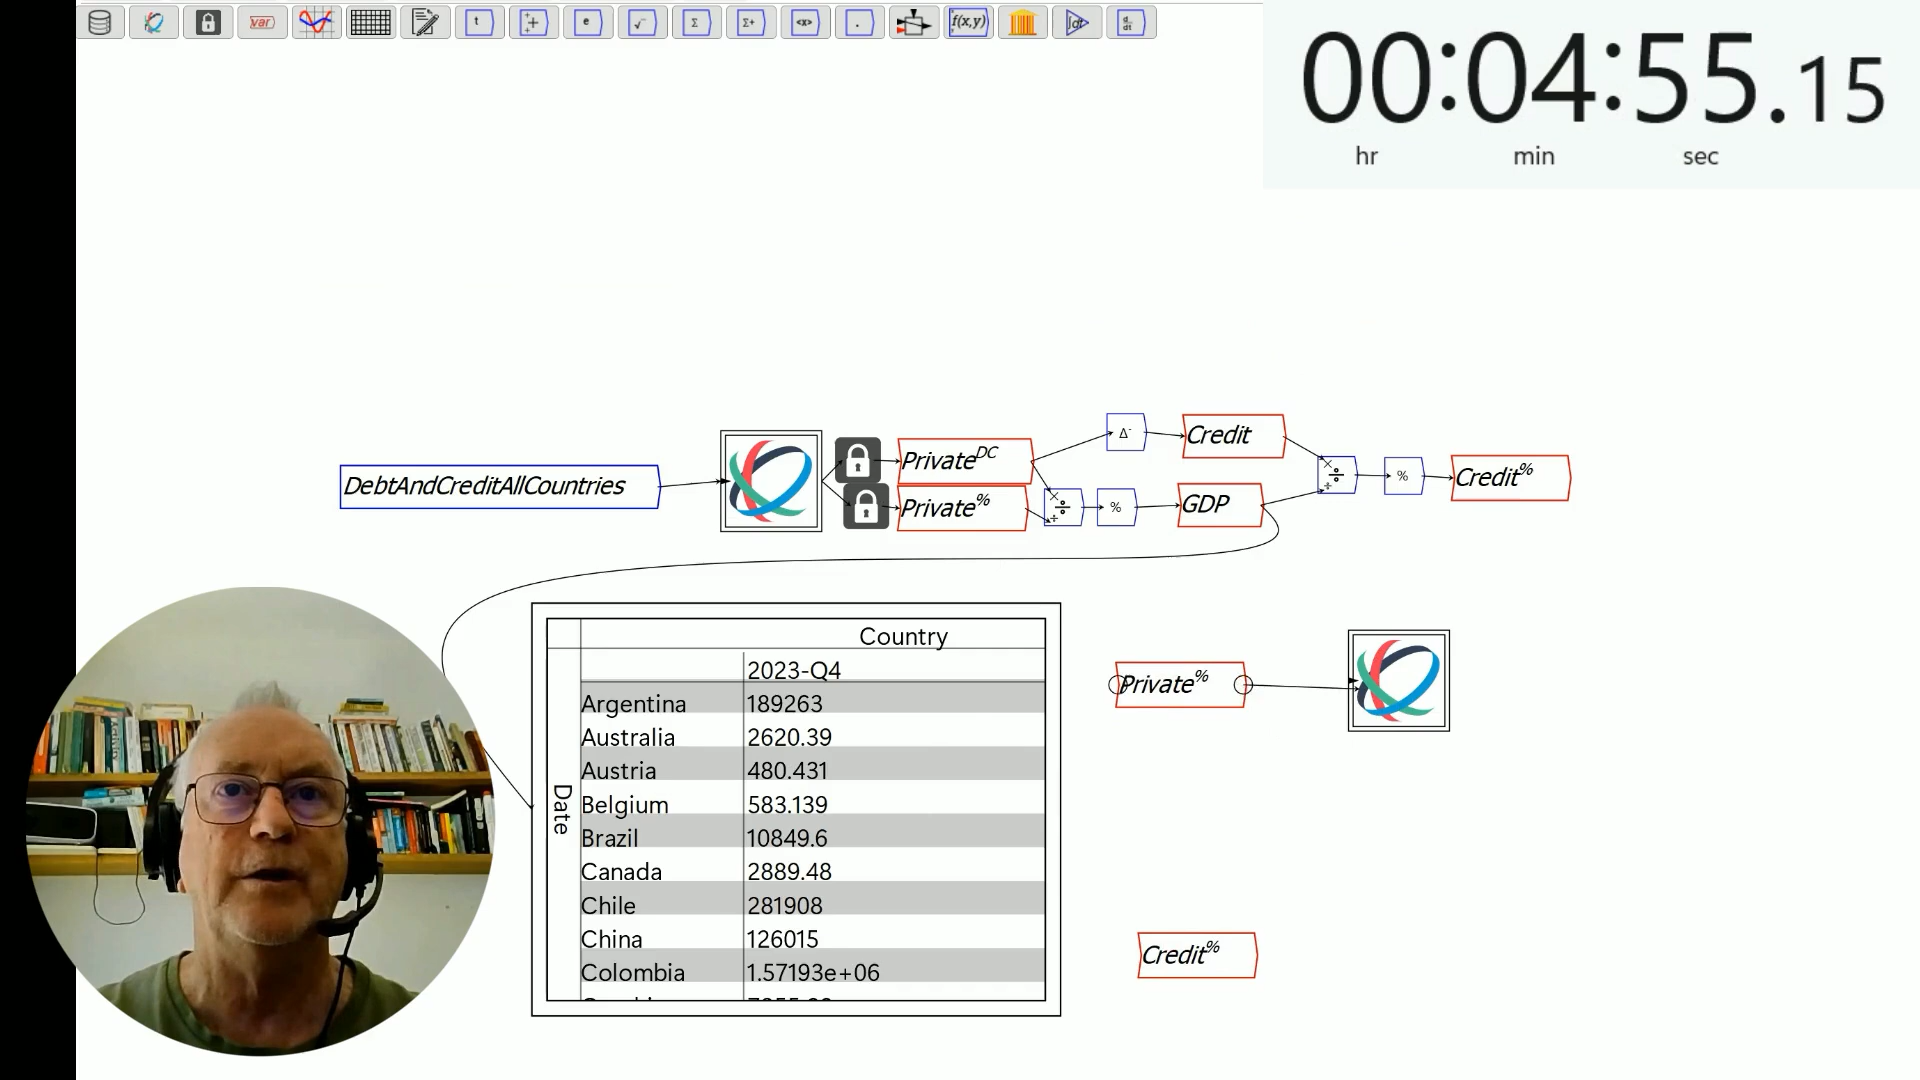 var
t
e
√
Σ
Σ+
<x>
f(x,y)
∫dt
00:04:55.15
hr min sec
Δ⁻
Credit
Private^DC
DebtAndCreditAllCountries
%
Credit%
Private%
%
GDP
Country
2023-Q4
Date
Argentina 189263
Australia 2620.39
Austria 480.431
Belgium 583.139
Brazil 10849.6
Canada 2889.48
Chile 281908
China 126015
Colombia 1.57193e+06
Private%
Credit%